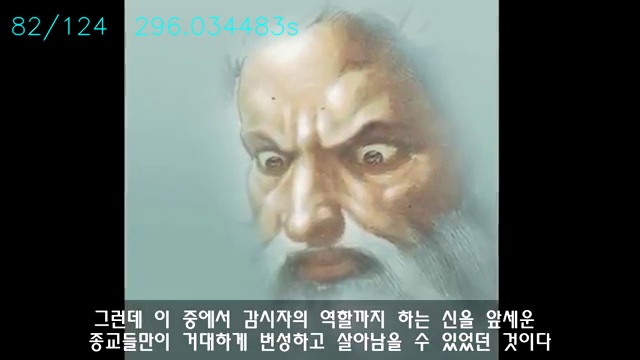 82/124 296.034483s
그런데 이 중에서 감시자의 역할까지 하는 신을 앞세운
종교들만이 거대하게 번성하고 살아남을 수 있었던 것이다